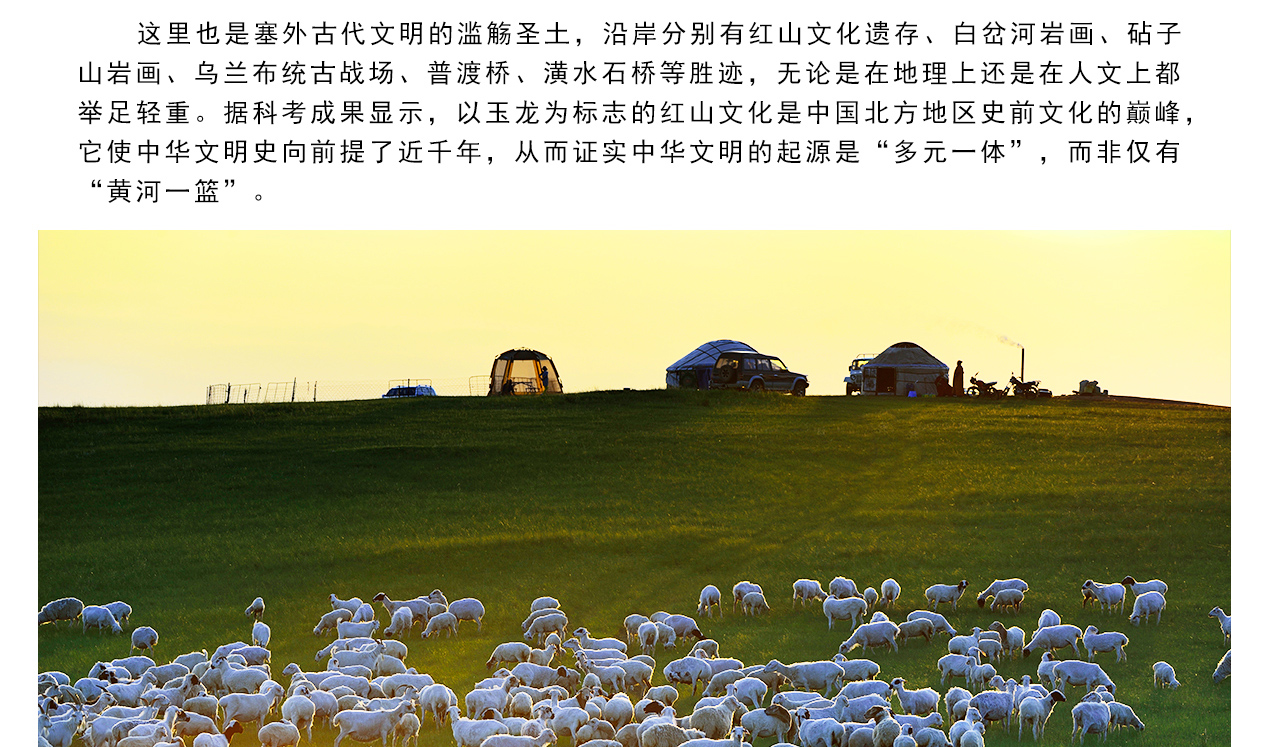 这里也是塞外古代文明的滥觞圣土，沿岸分别有红山文化遗存、白岔河岩画、砧子
山岩画、乌兰布统古战场、普渡桥、潢水石桥等胜迹，无论是在地理上还是在人文上都
举足轻重。据科考成果显示，以玉龙为标志的红山文化是中国北方地区史前文化的巅峰，
它使中华文明史向前提了近千年，从而证实中华文明的起源是“多元一体”，而非仅有
“黄河一篮”。